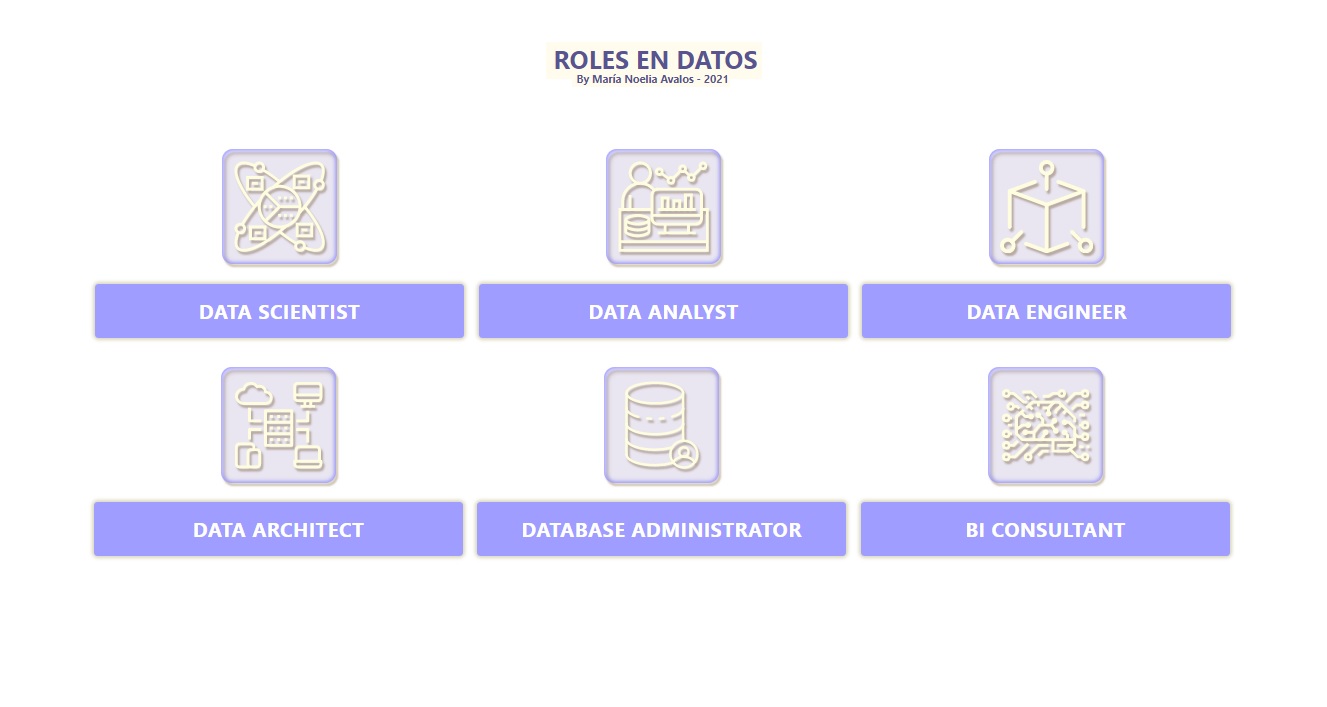 ROLES EN DATOS
By María Noelia Avalos - 2021
DATA SCIENTIST
DATA ANALYST
DATA ENGINEER
DATA ARCHITECT
DATABASE ADMINISTRATOR
BI CONSULTANT